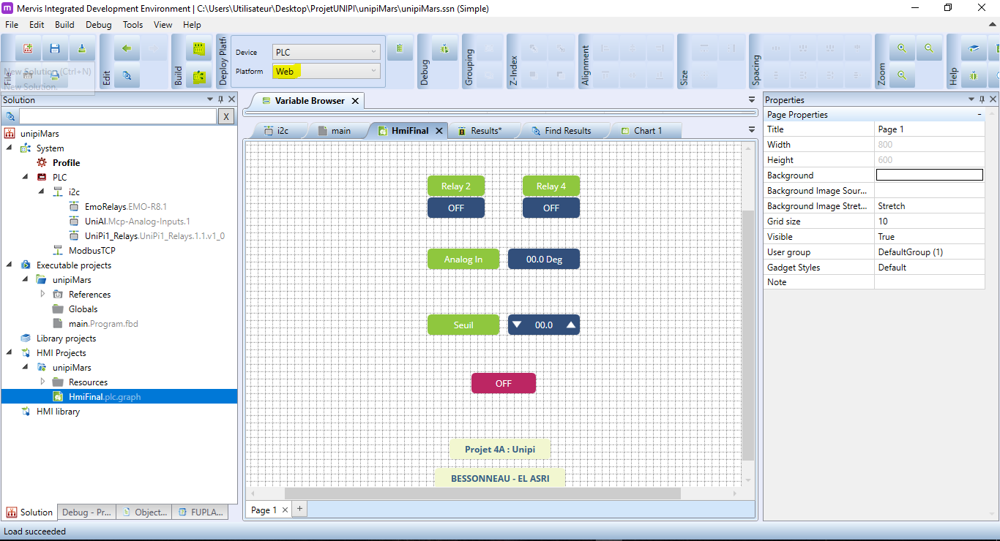 Mervis Integrated Development Environment | C:\Users\Utilisateur\Desktop\ProjetUNIPI\unipiMars\unipiMars.ssn (Simple)
File Edit Build Debug Tools View Help
File
New Solution (Ctrl+N)
New Solution.
Edit
Build
Deploy Platf
Device PLC
Platform Web
Debug
Grouping
Z-Index
Alignment
Size
Spacing
Zoom
Help
Solution
X
unipiMars
System
Profile
PLC
i2c
EmoRelays.EMO-R8.1
UniAI.Mcp-Analog-Inputs.1
UniPi1_Relays.UniPi1_Relays.1.1.v1_0
ModbusTCP
Executable projects
unipiMars
References
Globals
main.Program.fbd
Library projects
HMI Projects
unipiMars
Resources
HmiFinal.plc.graph
HMI library
Solution Debug - Pr... Object... FUPLA...
Variable Browser
i2c main HmiFinal Results* Find Results Chart 1
Relay 2 Relay 4
OFF OFF
Analog In 00.0 Deg
Seuil 00.0
OFF
Projet 4A : Unipi
BESSONNEAU - EL ASRI
Page 1 +
Properties
Page Properties -
Title Page 1
Width 800
Height 600
Background
Background Image Sour...
Background Image Stret... Stretch
Grid size 10
Visible True
User group DefaultGroup (1)
Gadget Styles Default
Note
Load succeeded